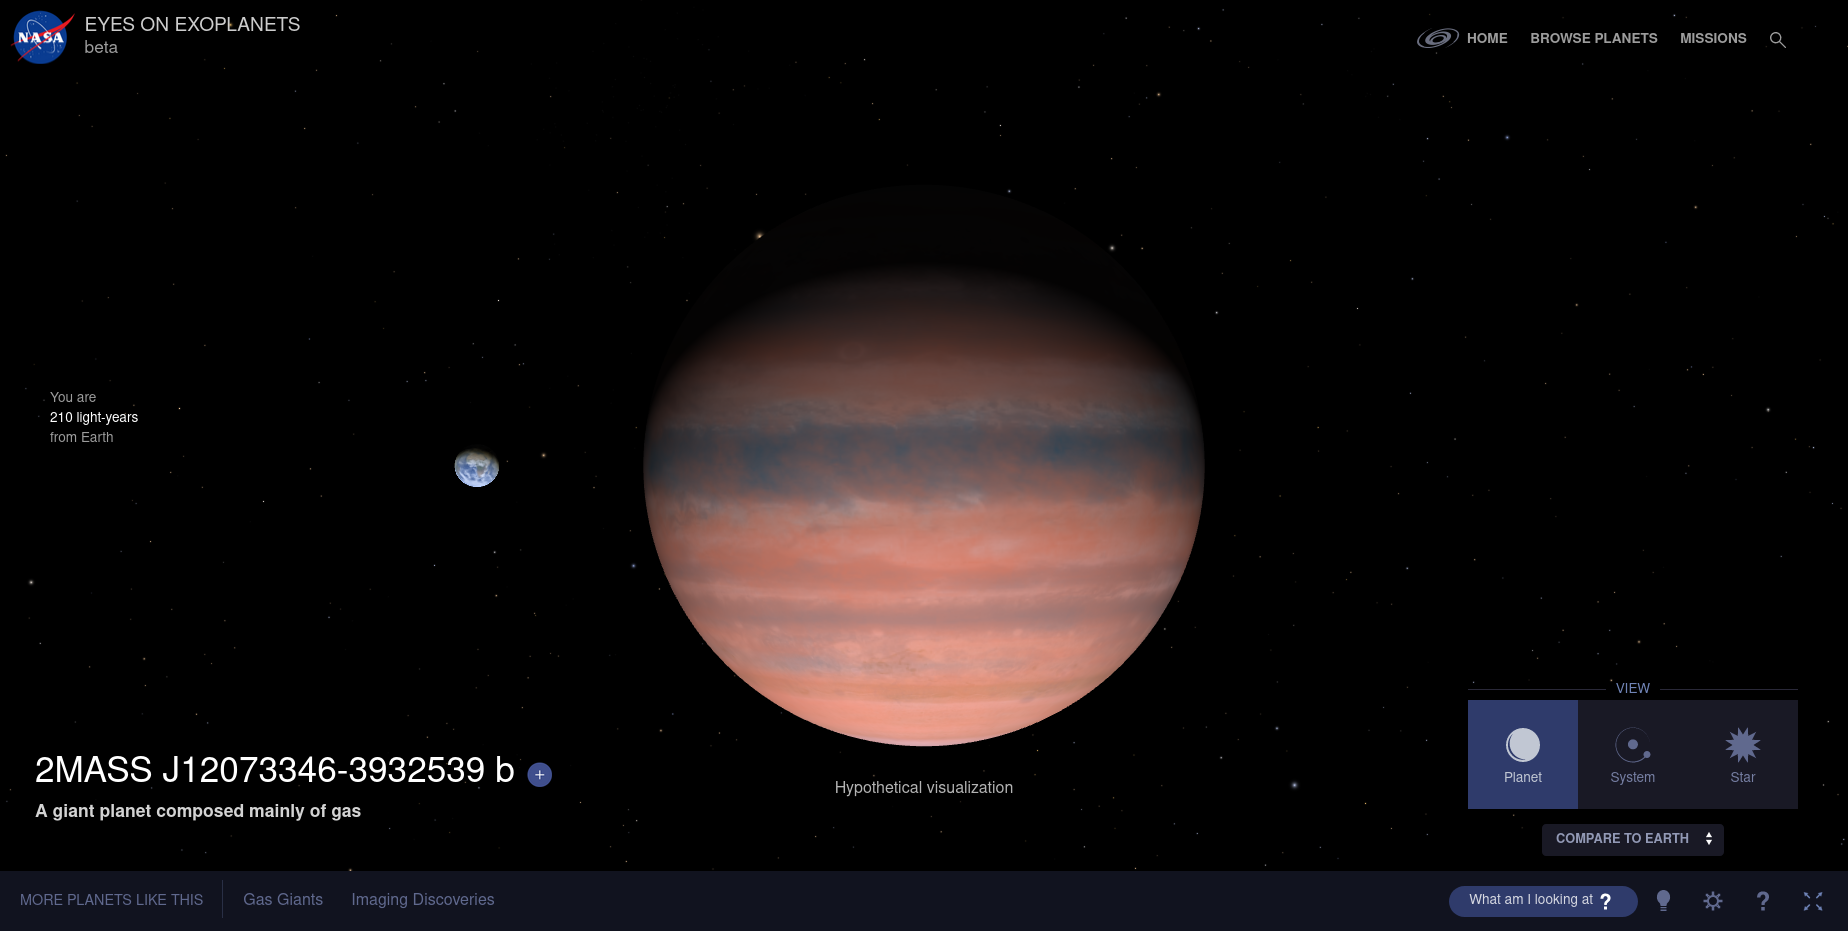 NASA
EYES ON EXOPLANETS
beta
HOME
BROWSE PLANETS
MISSIONS
You are
210 light-years
from Earth
2MASS J12073346-3932539 b +
A giant planet composed mainly of gas
Hypothetical visualization
VIEW
Planet
System
Star
COMPARE TO EARTH
MORE PLANETS LIKE THIS
Gas Giants
Imaging Discoveries
What am I looking at ?
?